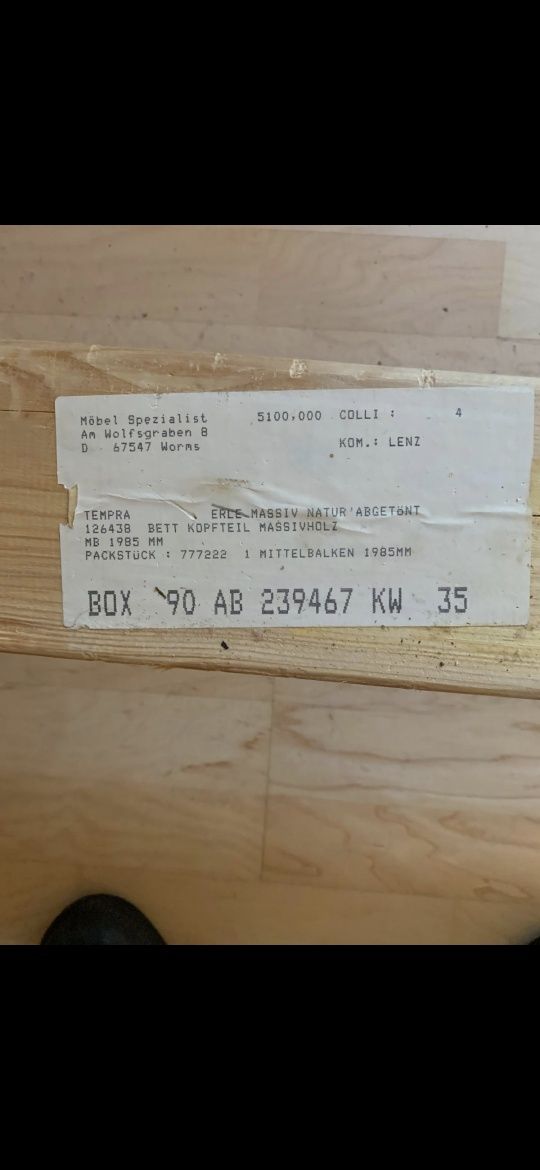 Möbel Spezialist 5100,000 COLLI : 4
Am Wolfsgraben 8
D 67547 Worms KOM.: LENZ
TEMPRA ERLE MASSIV NATUR ABGETÖNT
126438 BETT KOPFTEIL MASSIVHOLZ
MB 1985 MM
PACKSTÜCK : 777222 1 MITTELBALKEN 1985MM
BOX 90 AB 239467 KW 35